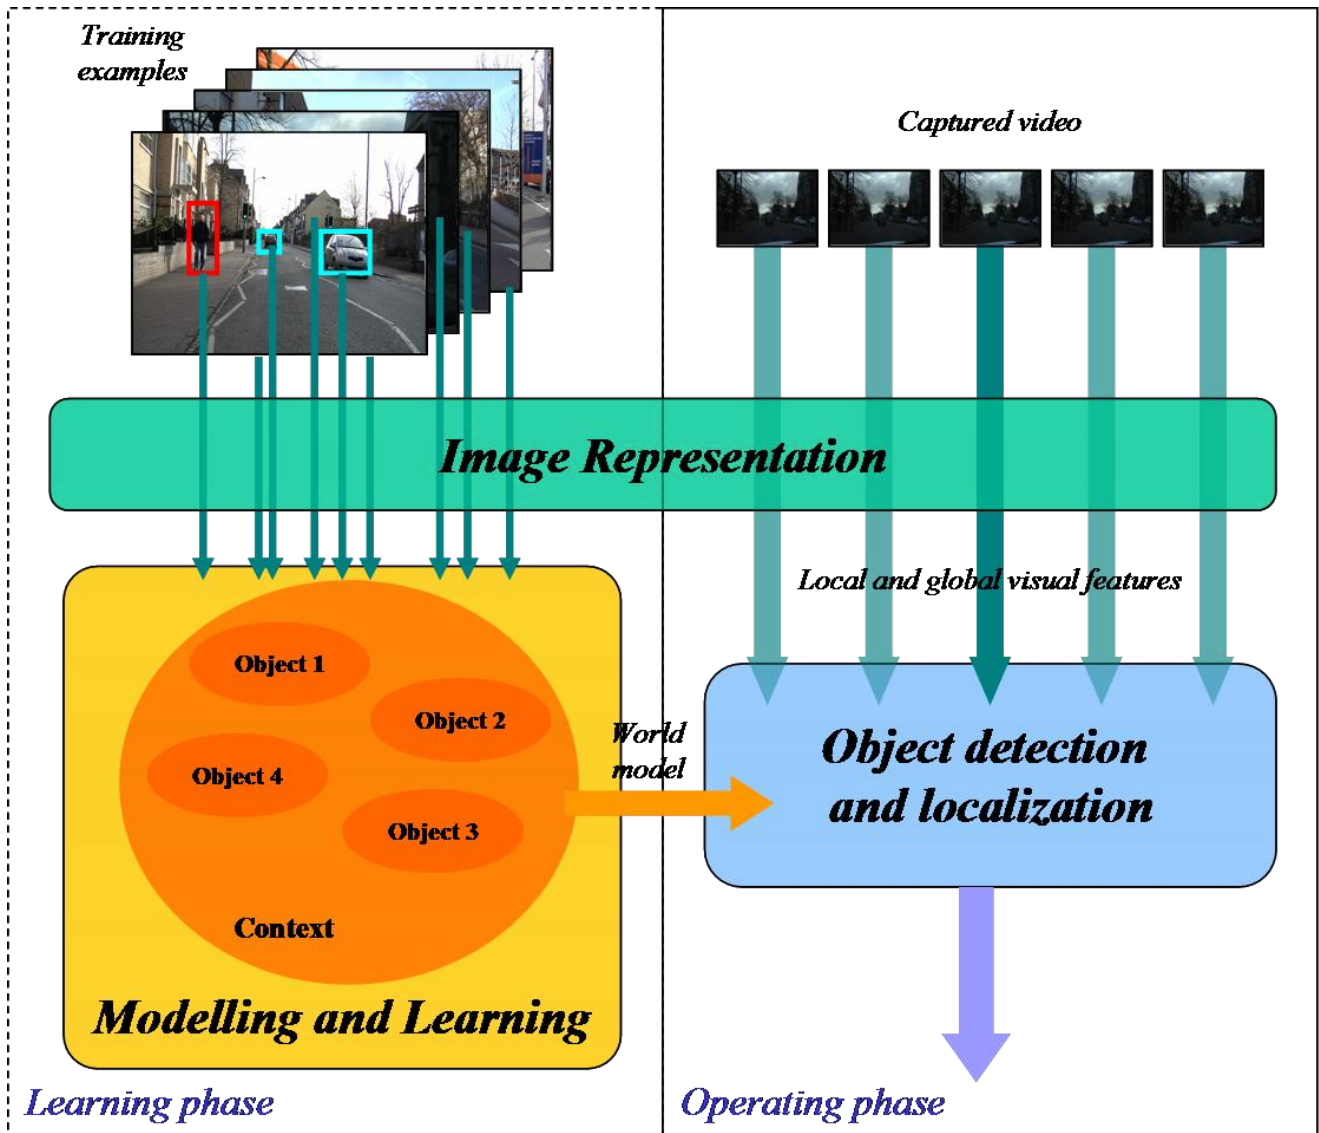 Training
examples
Captured video
Image Representation
Local and global visual features
Object 1
Object 2
Object 4
Object 3
Context
Modelling and Learning
World
model
Object detection
and localization
Learning phase
Operating phase